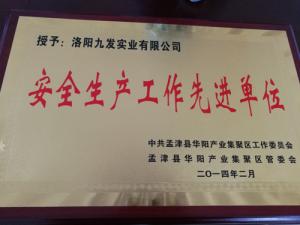 授予：洛阳九发实业有限公司
安全生产工作先进单位
中共孟津县华阳产业集聚区工作委员会
孟津县华阳产业集聚区管委会
二〇一四年二月